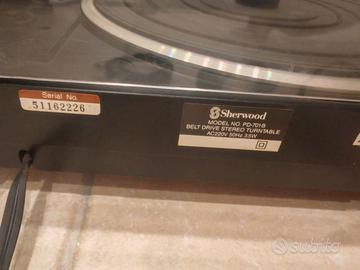 Serial No.
51162226
Sherwood
MODEL NO. PD-701B
BELT DRIVE STEREO TURNTABLE
AC220V 50Hz 3.5W
subito